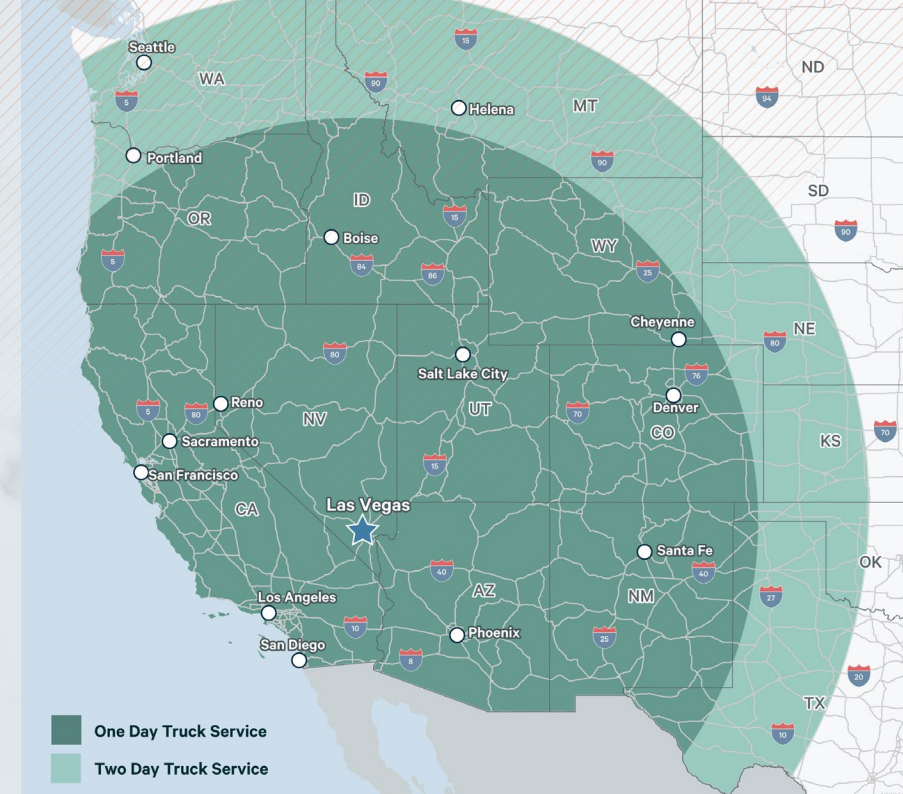 15
Seattle
ND
WA
90
94
5
MT
Helena
Portland
90
SD
ID
15
OR
90
Boise
WY
5
84
86
25
Cheyenne
NE
80
80
Salt Lake City
76
Denver
Reno
UT
5
80
NV
70
CO
70
Sacramento
KS
15
San Francisco
Las Vegas
CA
Santa Fe
OK
40
40
AZ
NM
27
Los Angeles
10
Phoenix
25
San Diego
8
20
TX
One Day Truck Service
10
Two Day Truck Service